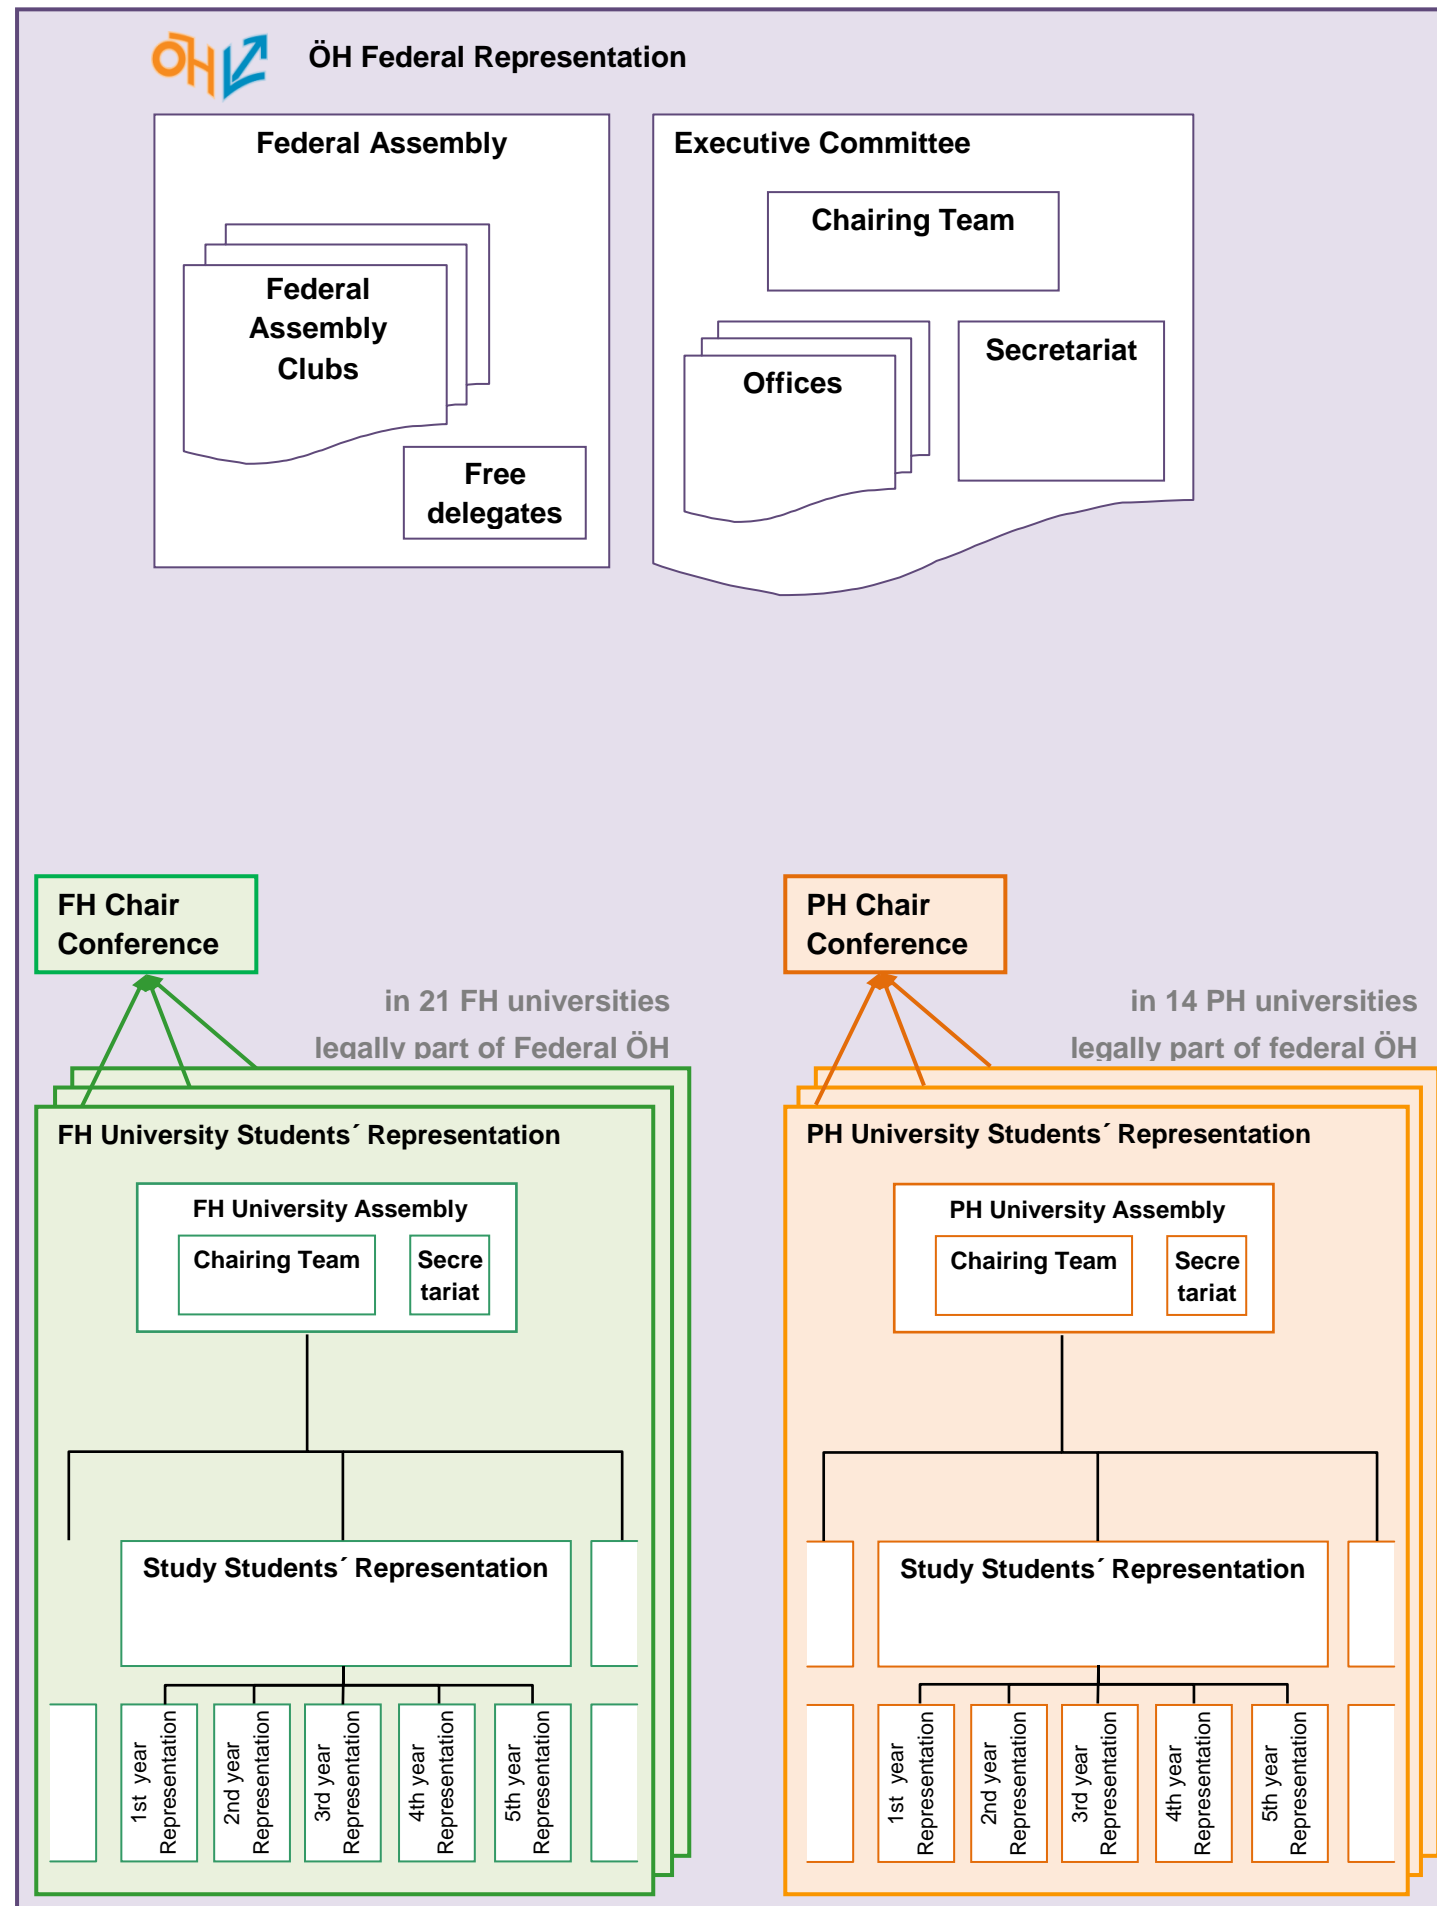 ÖH
ÖH Federal Representation
Federal Assembly
Federal
Assembly
Clubs
Free
delegates
Executive Committee
Chairing Team
Offices
Secretariat
FH Chair
Conference
in 21 FH universities
legally part of Federal ÖH
FH University Students´ Representation
FH University Assembly
Chairing Team
Secre
tariat
Study Students´ Representation
1st year
Representation
2nd year
Representation
3rd year
Representation
4th year
Representation
5th year
Representation
PH Chair
Conference
in 14 PH universities
legally part of federal ÖH
PH University Students´ Representation
PH University Assembly
Chairing Team
Secre
tariat
Study Students´ Representation
1st year
Representation
2nd year
Representation
3rd year
Representation
4th year
Representation
5th year
Representation